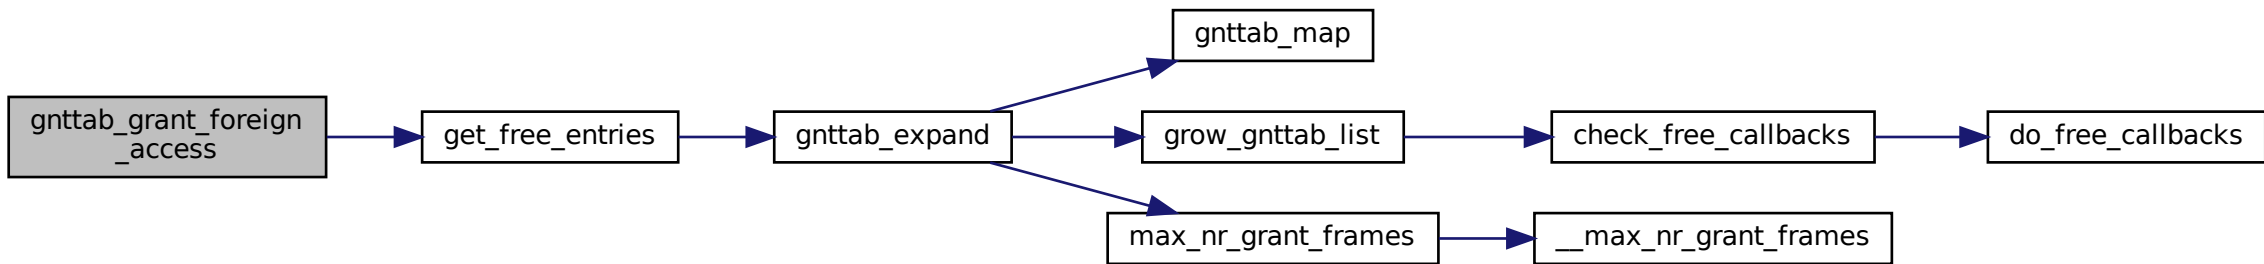 gnttab_map
gnttab_grant_foreign
_access
get_free_entries
gnttab_expand
grow_gnttab_list
check_free_callbacks
do_free_callbacks
max_nr_grant_frames
__max_nr_grant_frames